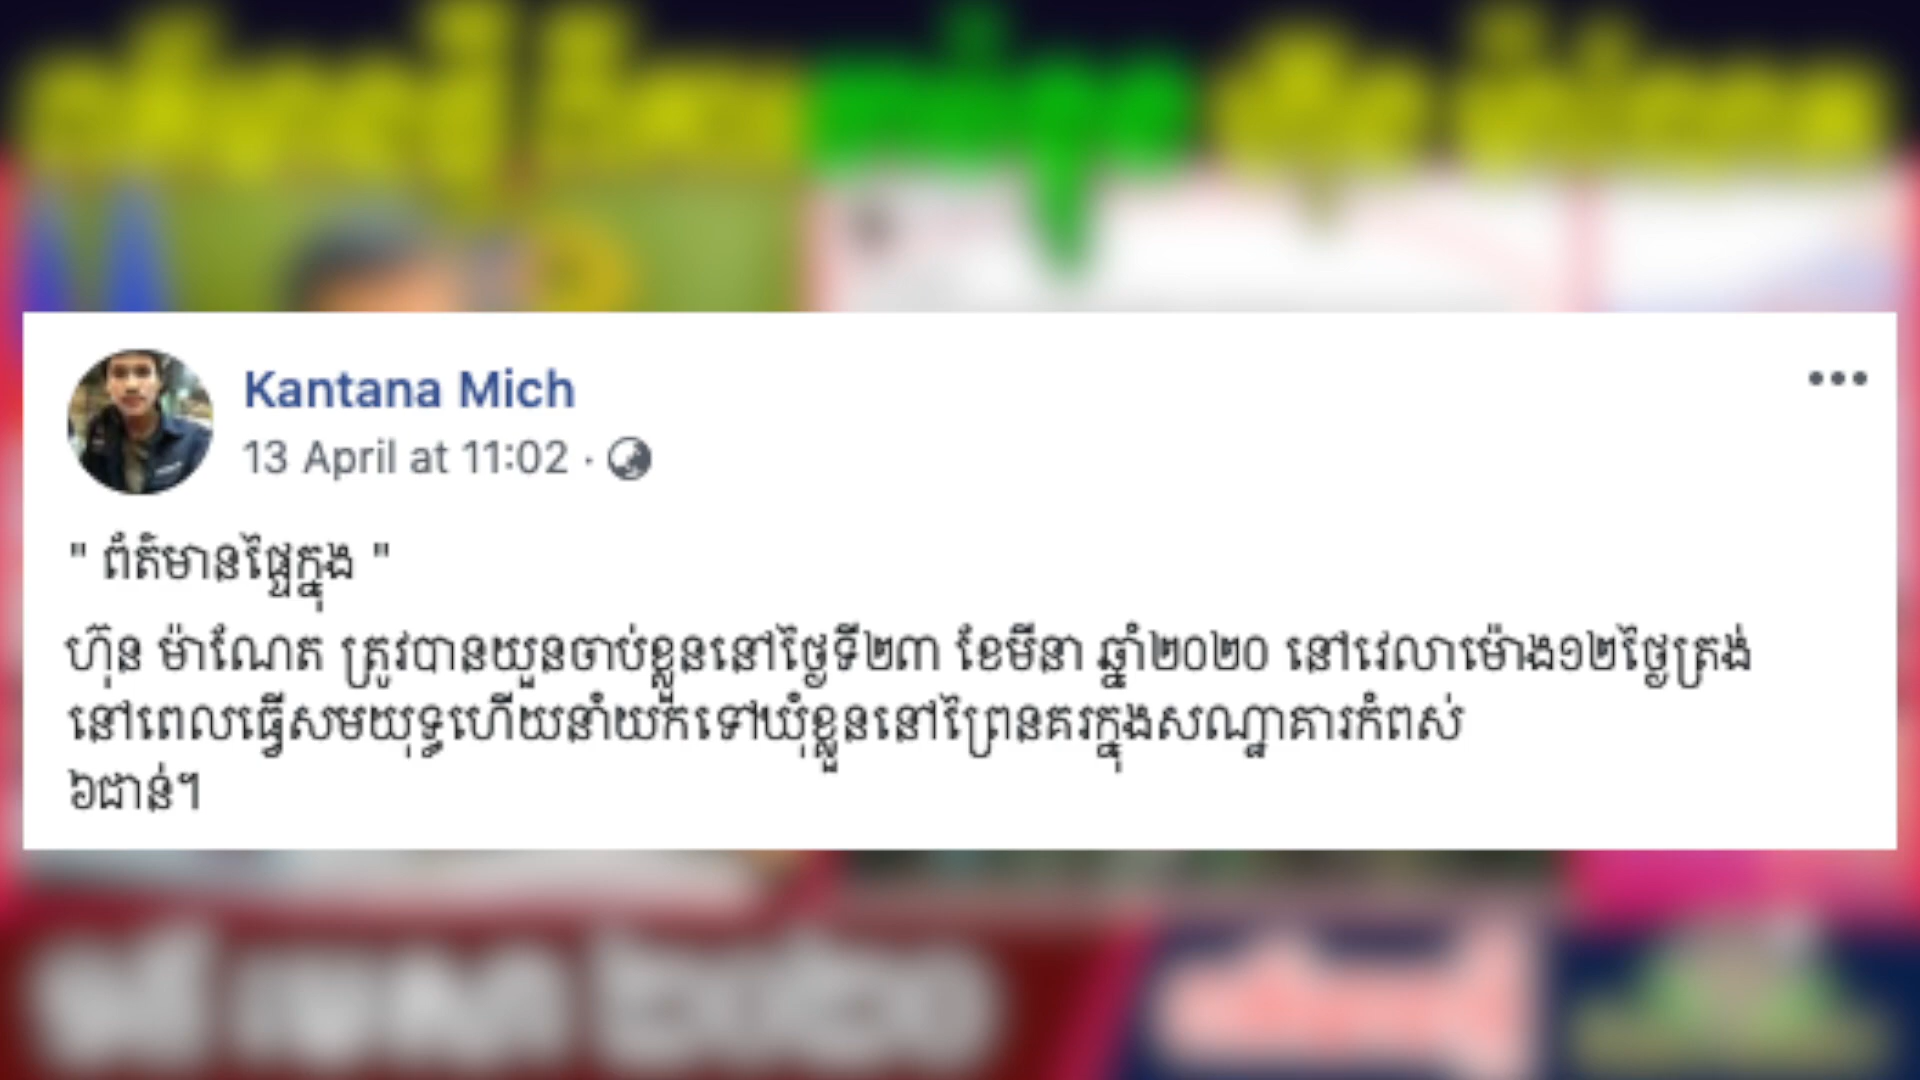 Kantana Mich
13 April at 11:02 ·
" ព័ត៌មានផ្ទៃក្នុង "
ហ៊ុន ម៉ាណែត ត្រូវបានយួនចាប់ខ្លួននៅថ្ងៃទី២៣ ខែមីនា ឆ្នាំ២០២០ នៅវេលាម៉ោង១២ថ្ងៃត្រង់
នៅពេលធ្វើសមយុទ្ធហើយនាំយកទៅឃុំខ្លួននៅព្រៃនគរក្នុងសណ្ឋាគារកំពស់
៦ជាន់។